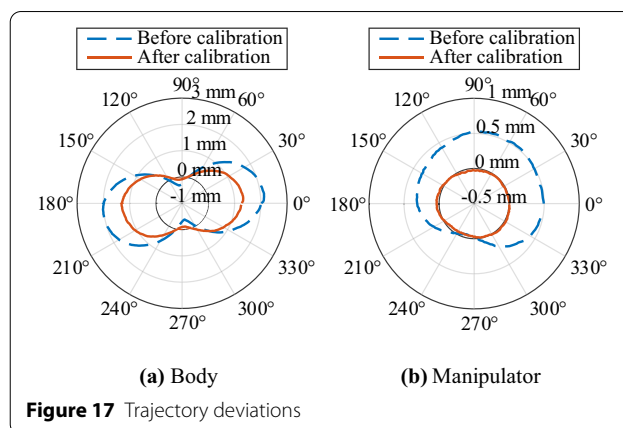 Before calibration
After calibration
90°
60°
30°
0°
330°
300°
270°
240°
210°
180°
150°
120°
3 mm
2 mm
1 mm
0 mm
-1 mm
(a) Body
Before calibration
After calibration
90°
60°
30°
0°
330°
300°
270°
240°
210°
180°
150°
120°
1 mm
0.5 mm
0 mm
-0.5 mm
(b) Manipulator
Figure 17 Trajectory deviations